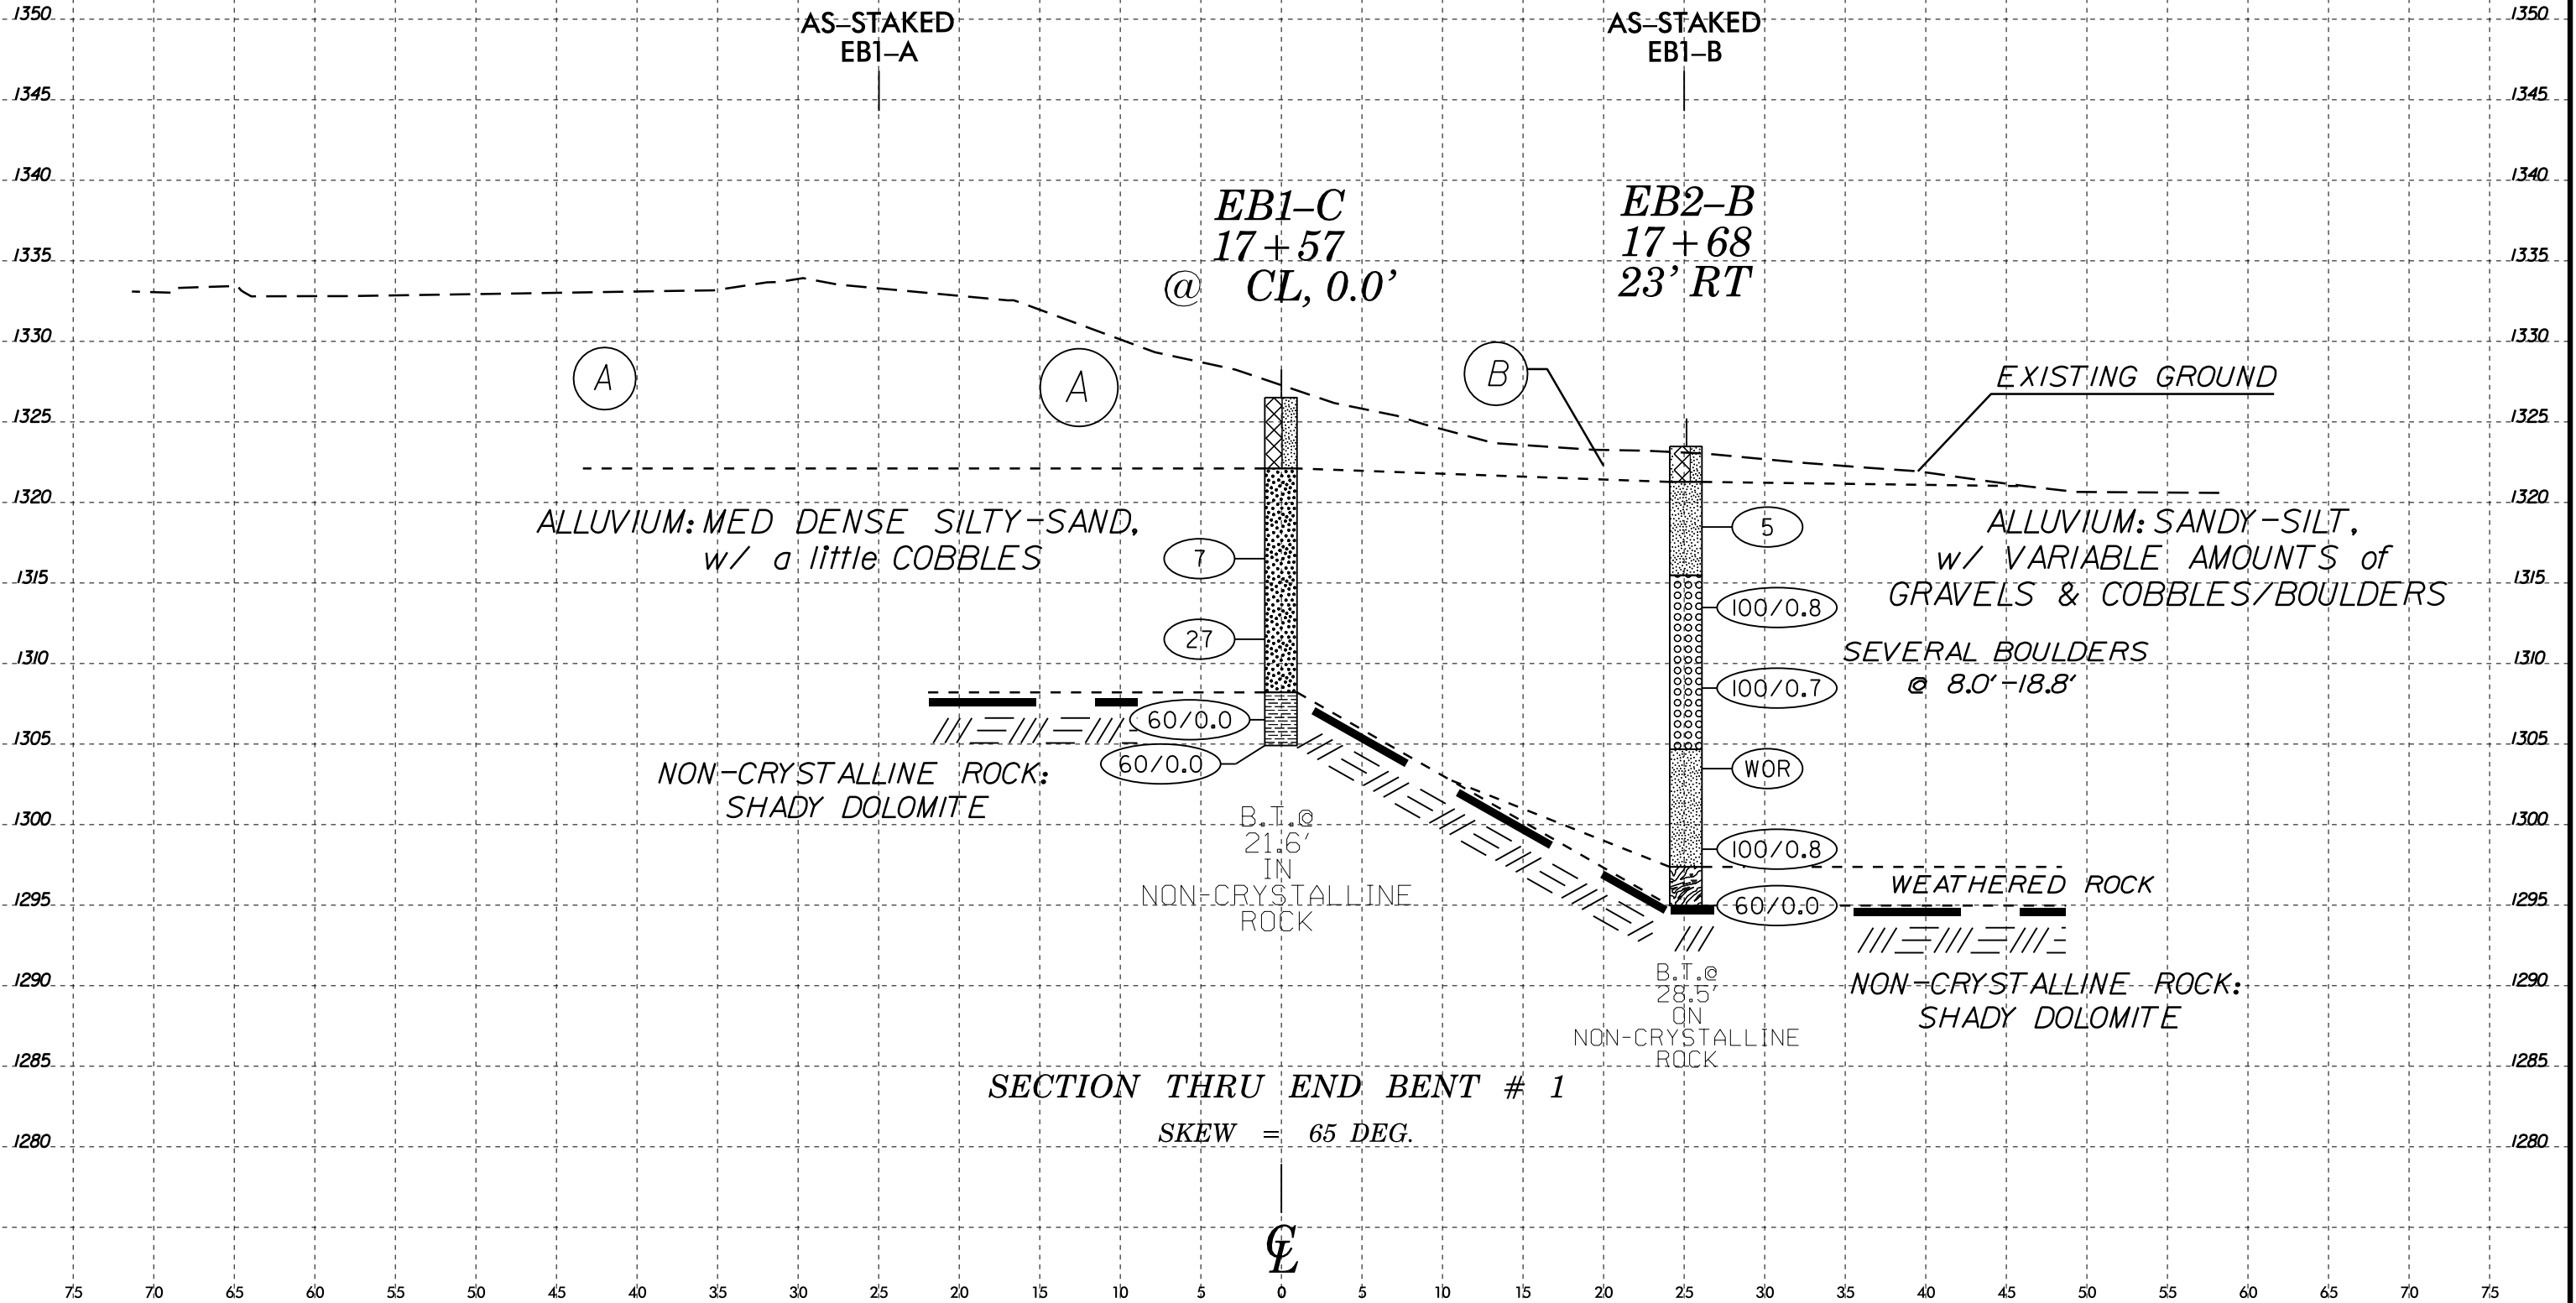 1350
1350
AS–STAKED
EB1–A
AS–STAKED
EB1–B
1345
1345
1340
1340
EB1–C
17+57
@ CL, 0.0’
EB2–B
17+68
23’ RT
1335
1335
1330
1330
A
A
B
EXISTING GROUND
1325
1325
1320
1320
ALLUVIUM: MED DENSE SILTY-SAND,
w/ a little COBBLES
7
27
5
100/0.8
100/0.7
WOR
100/0.8
60/0.0
ALLUVIUM: SANDY-SILT,
w/ VARIABLE AMOUNTS of
GRAVELS & COBBLES/BOULDERS
1315
1315
SEVERAL BOULDERS
@ 8.0'-18.8'
1310
1310
60/0.0
60/0.0
1305
1305
NON-CRYSTALLINE ROCK:
SHADY DOLOMITE
1300
1300
B.T.@
21.6'
IN
NON-CRYSTALLINE
ROCK
WEATHERED ROCK
1295
1295
B.T.@
28.5'
ON
NON-CRYSTALLINE
ROCK
NON-CRYSTALLINE ROCK:
SHADY DOLOMITE
1290
1290
1285
1285
SECTION THRU END BENT # 1
SKEW = 65 DEG.
1280
1280
CL
75 70 65 60 55 50 45 40 35 30 25 20 15 10 5 0 5 10 15 20 25 30 35 40 45 50 55 60 65 70 75